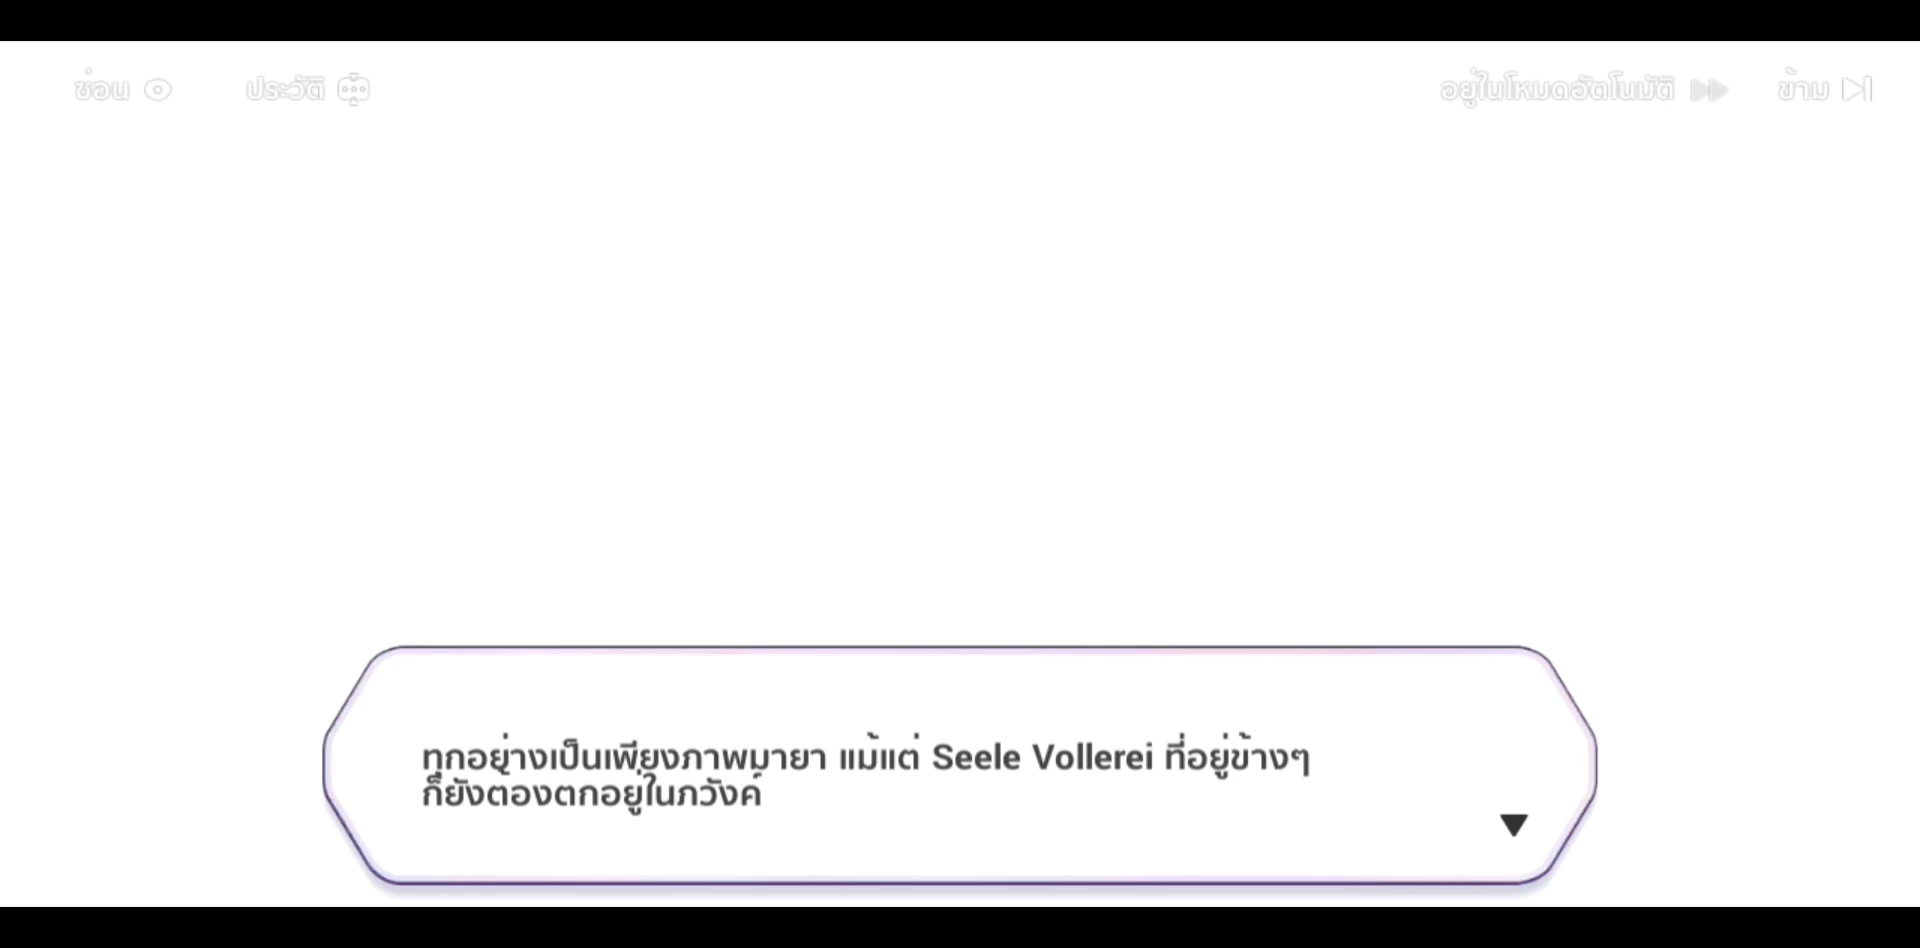 ซ่อน
ประวัติ
อยู่ในโหมดอัตโนมัติ
ข้าม
ทุกอย่างเป็นเพียงภาพมายา แม้แต่ Seele Vollerei ที่อยู่ข้างๆ
ก็ยังต้องตกอยู่ในภวังค์